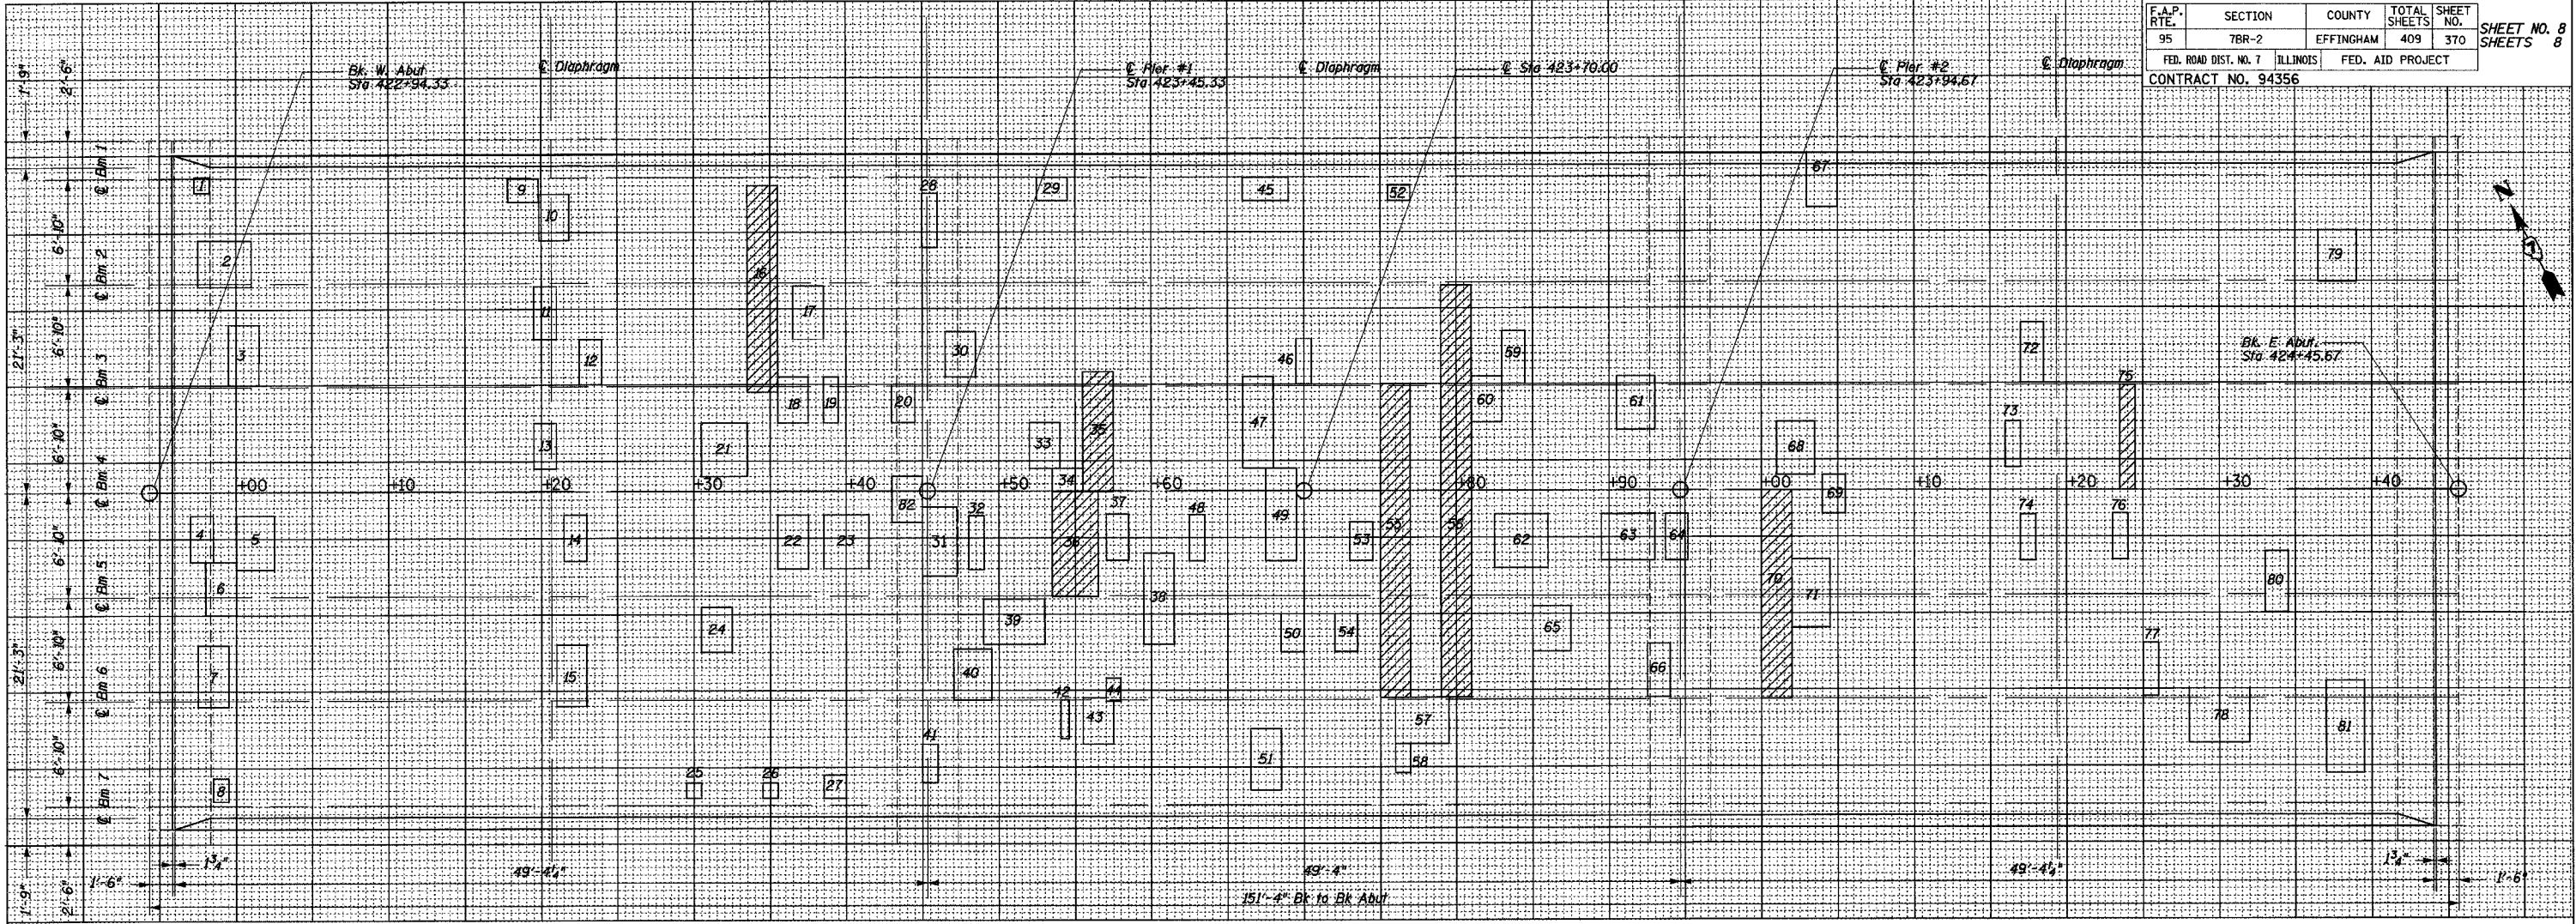 F.A.P. RTE. SECTION COUNTY TOTAL SHEETS SHEET NO.
95 7BR-2 EFFINGHAM 409 370
FED. ROAD DIST. NO. 7 ILLINOIS FED. AID PROJECT
CONTRACT NO. 94356
SHEET NO. 8
SHEETS 8
1'-9" 2'-6"
Bk. W. Abut
Sta 422+94.33
℄ Diaphragm
℄ Pier #1
Sta 423+45.33
℄ Diaphragm
℄ Sta 423+70.00
℄ Pier #2
Sta 423+94.67
℄ Diaphragm
N
℄ Bm 1
6'-10"
℄ Bm 2
6'-10"
21'-3"
℄ Bm 3
6'-10"
℄ Bm 4
6'-10"
℄ Bm 5
6'-10"
21'-3"
℄ Bm 6
6'-10"
℄ Bm 7
1 9 10 28 29 45 52 67
2 16 79
3 11 12 17 30 46 59 72
Bk. E Abut.
Sta 424+45.67
13 18 19 20 21 33 35 47 60 61 68 73 75
+00 +10 +20 +30 +40 +50 +60 +80 +90 +00 +10 +20 +30 +40
4 5 14 22 23 82 31 32 34 36 37 48 49 53 55 56 62 63 64 69 74 76
6 24 39 38 50 54 65 70 71 80
7 15 40 42 44 43 57 66 77 78 81
8 25 26 27 41 51 58
1¾"
1'-6"
49'-4¼"
49'-4"
49'-4¼"
1¾"
1'-6"
1'-9" 2'-6"
151'-4" Bk to Bk Abut